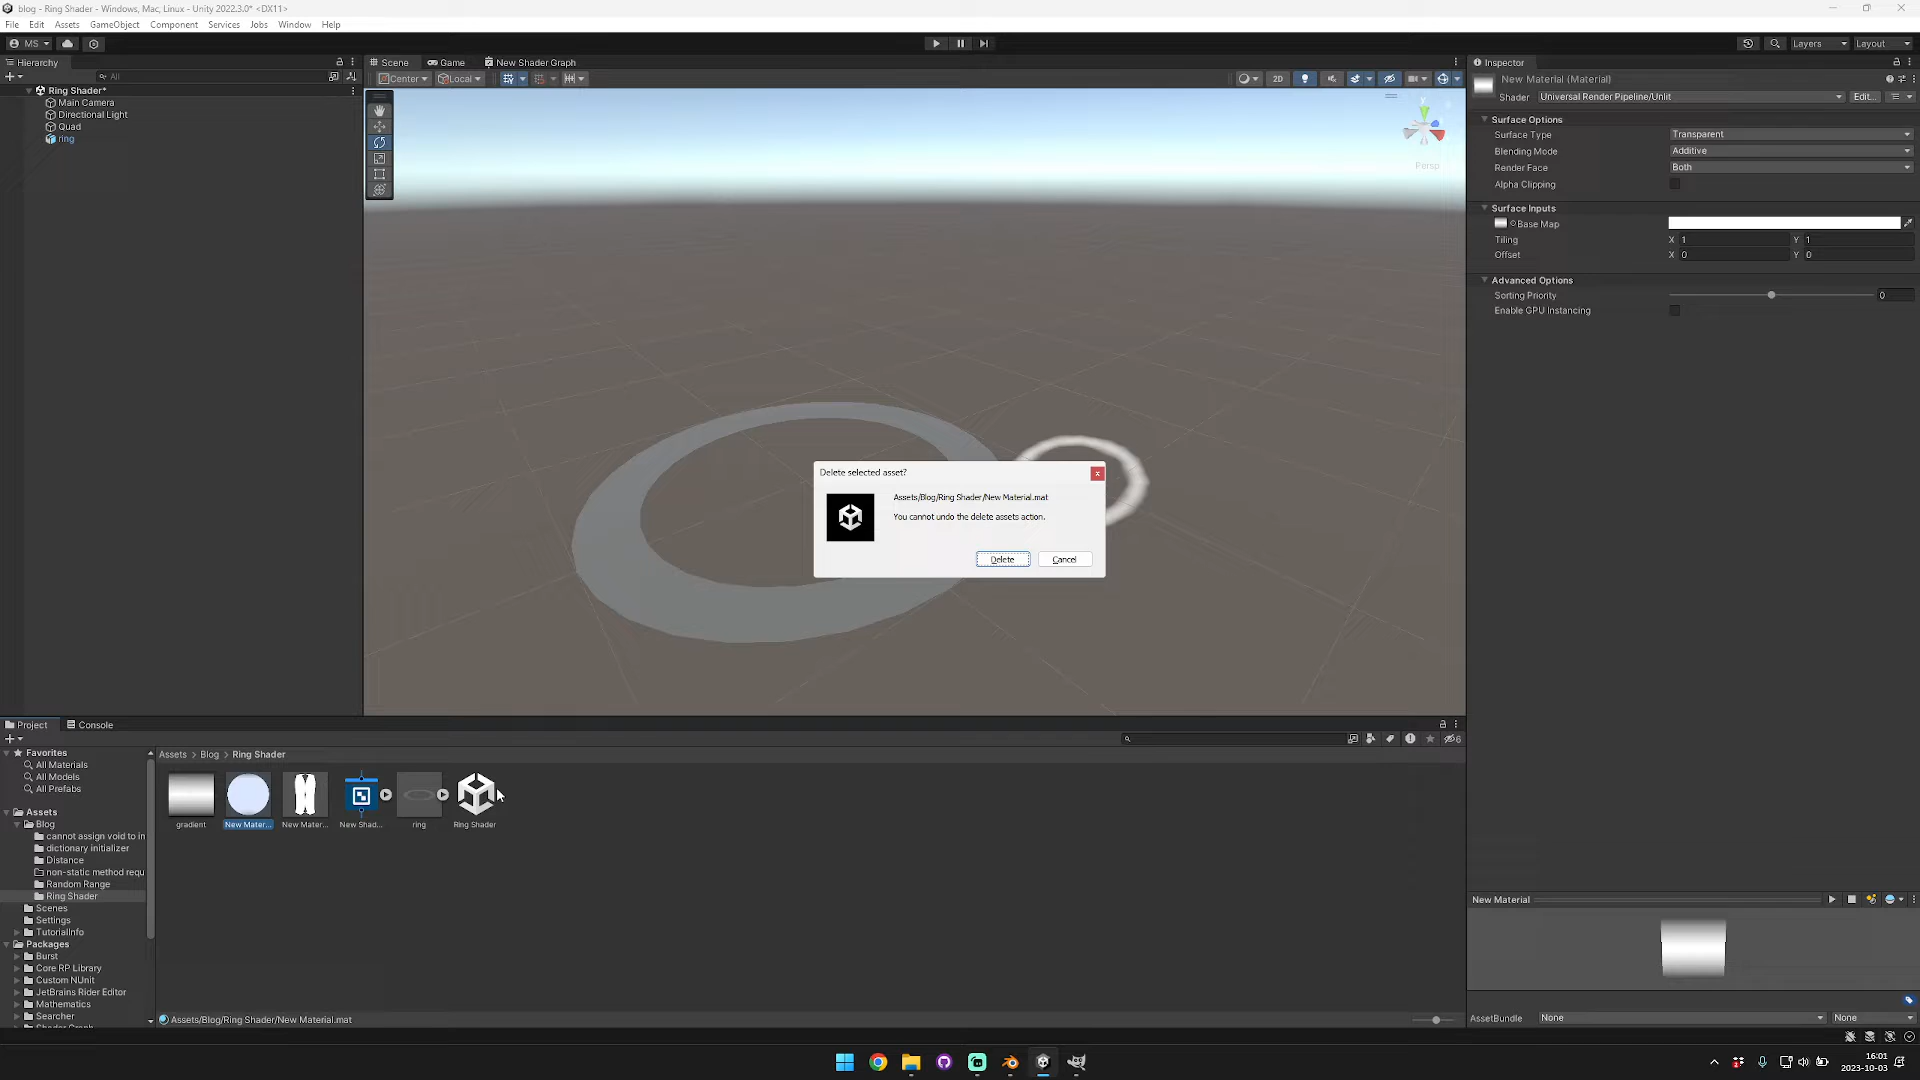 blog - Ring Shader - Windows, Mac, Linux - Unity 2022.3.0* <DX11>
File Edit Assets GameObject Component Services Jobs Window Help
MS
Layers Layout
Hierarchy
All
Ring Shader*
Main Camera
Directional Light
Quad
ring
Scene Game New Shader Graph
Center Local
2D
Persp
Inspector
New Material (Material)
Shader Universal Render Pipeline/Unlit Edit...
Surface Options
Surface Type Transparent
Blending Mode Additive
Render Face Both
Alpha Clipping
Surface Inputs
Base Map
Tiling X 1 Y 1
Offset X 0 Y 0
Advanced Options
Sorting Priority 0
Enable GPU Instancing
Delete selected asset?
x
Assets/Blog/Ring Shader/New Material.mat
You cannot undo the delete assets action.
Delete Cancel
Project Console
6
Favorites
All Materials
All Models
All Prefabs
Assets
Blog
cannot assign void to in
dictionary initializer
Distance
non-static method requ
Random Range
Ring Shader
Scenes
Settings
TutorialInfo
Packages
Burst
Core RP Library
Custom NUnit
JetBrains Rider Editor
Mathematics
Searcher
Shader Graph
Assets > Blog > Ring Shader
gradient New Mater... New Mater... New Shad... ring Ring Shader
Assets/Blog/Ring Shader/New Material.mat
New Material
AssetBundle None None
16:01
2023-10-03